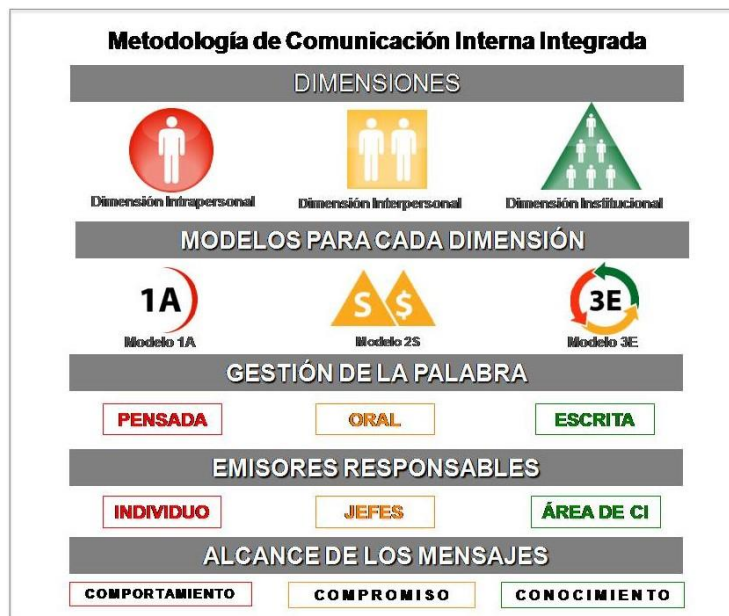 Metodología de Comunicación Interna Integrada
DIMENSIONES
Dimensión Intrapersonal Dimensión Interpersonal Dimensión Institucional
MODELOS PARA CADA DIMENSIÓN
1A S $ 3E
Modelo 1A Modelo 2S Modelo 3E
GESTIÓN DE LA PALABRA
PENSADA ORAL ESCRITA
EMISORES RESPONSABLES
INDIVIDUO JEFES ÁREA DE CI
ALCANCE DE LOS MENSAJES
COMPORTAMIENTO COMPROMISO CONOCIMIENTO